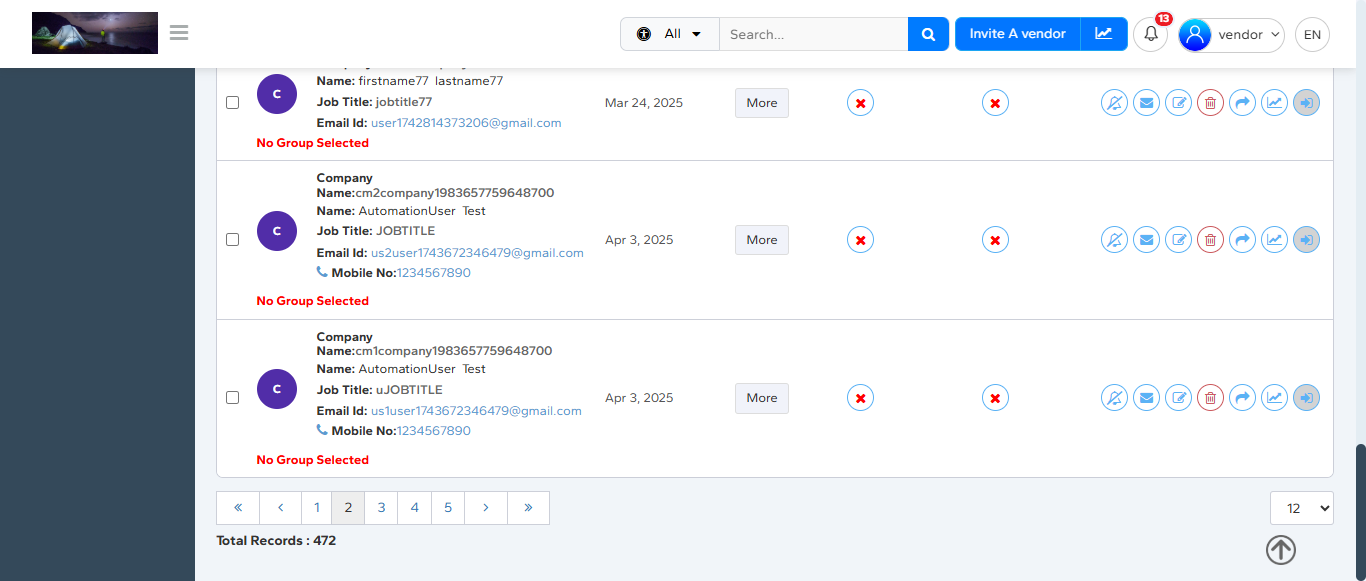 All
Search...
Invite A vendor
13
vendor
EN
C
Name: firstname77 lastname77
Job Title: jobtitle77
Email Id: user1742814373206@gmail.com
Mar 24, 2025
More
No Group Selected
C
Company
Name:cm2company1983657759648700
Name: AutomationUser Test
Job Title: JOBTITLE
Email Id: us2user1743672346479@gmail.com
Mobile No:1234567890
Apr 3, 2025
More
No Group Selected
C
Company
Name:cm1company1983657759648700
Name: AutomationUser Test
Job Title: uJOBTITLE
Email Id: us1user1743672346479@gmail.com
Mobile No:1234567890
Apr 3, 2025
More
No Group Selected
« ‹ 1 2 3 4 5 › »
12
Total Records : 472